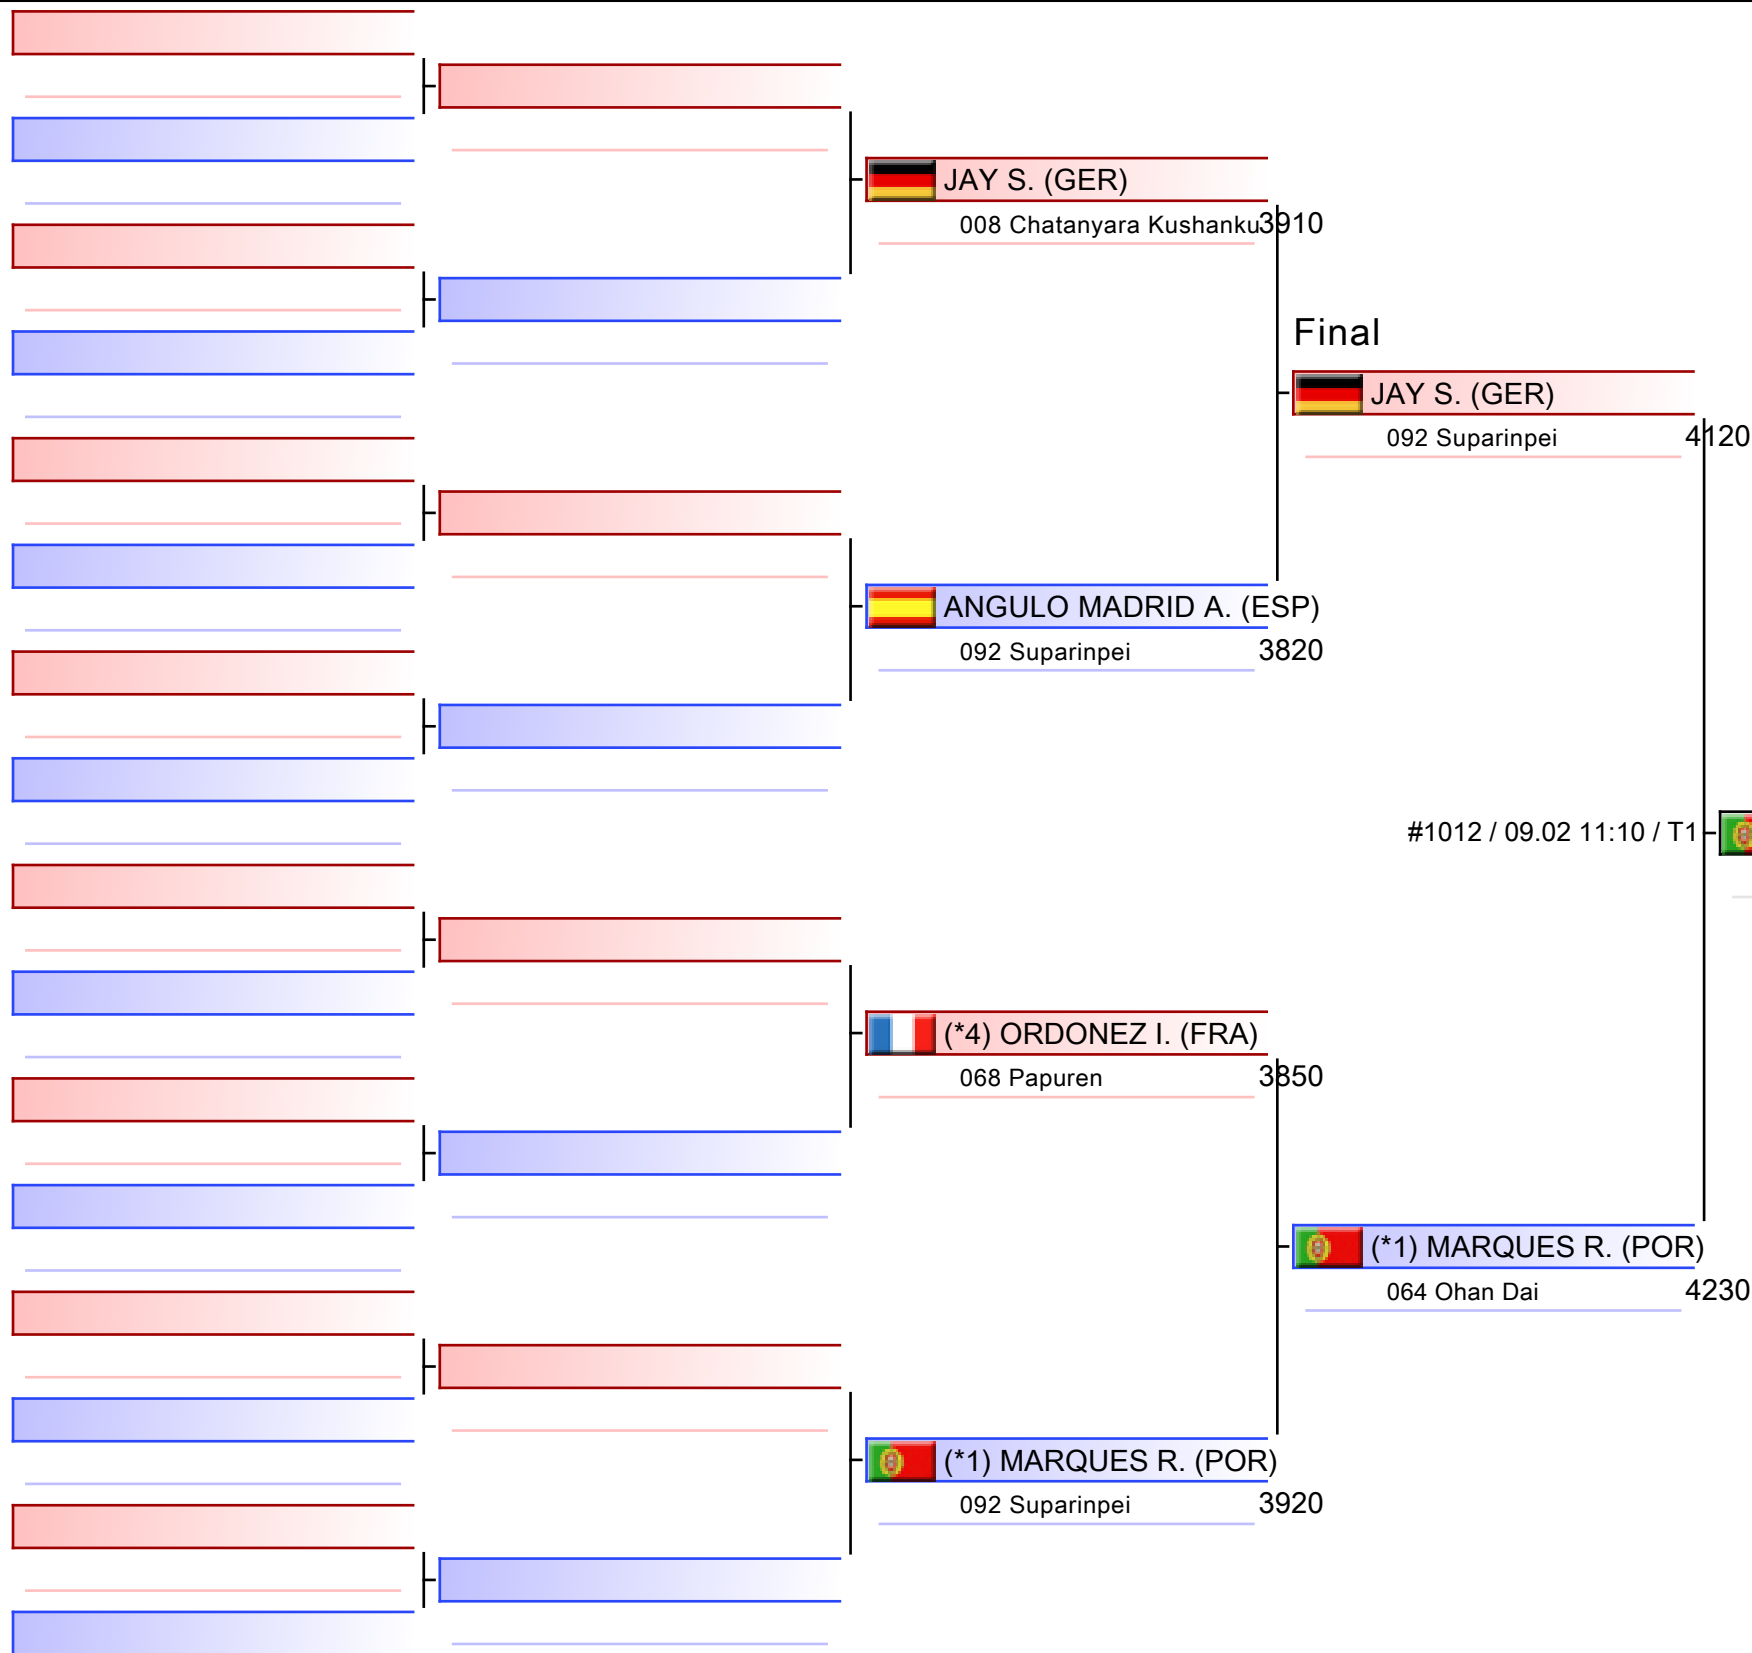 JAY S. (GER)
008 Chatanyara Kushanku 3910
Final
JAY S. (GER)
092 Suparinpei 4120
ANGULO MADRID A. (ESP)
092 Suparinpei 3820
#1012 / 09.02 11:10 / T1
(*4) ORDONEZ I. (FRA)
068 Papuren 3850
(*1) MARQUES R. (POR)
064 Ohan Dai 4230
(*1) MARQUES R. (POR)
092 Suparinpei 3920